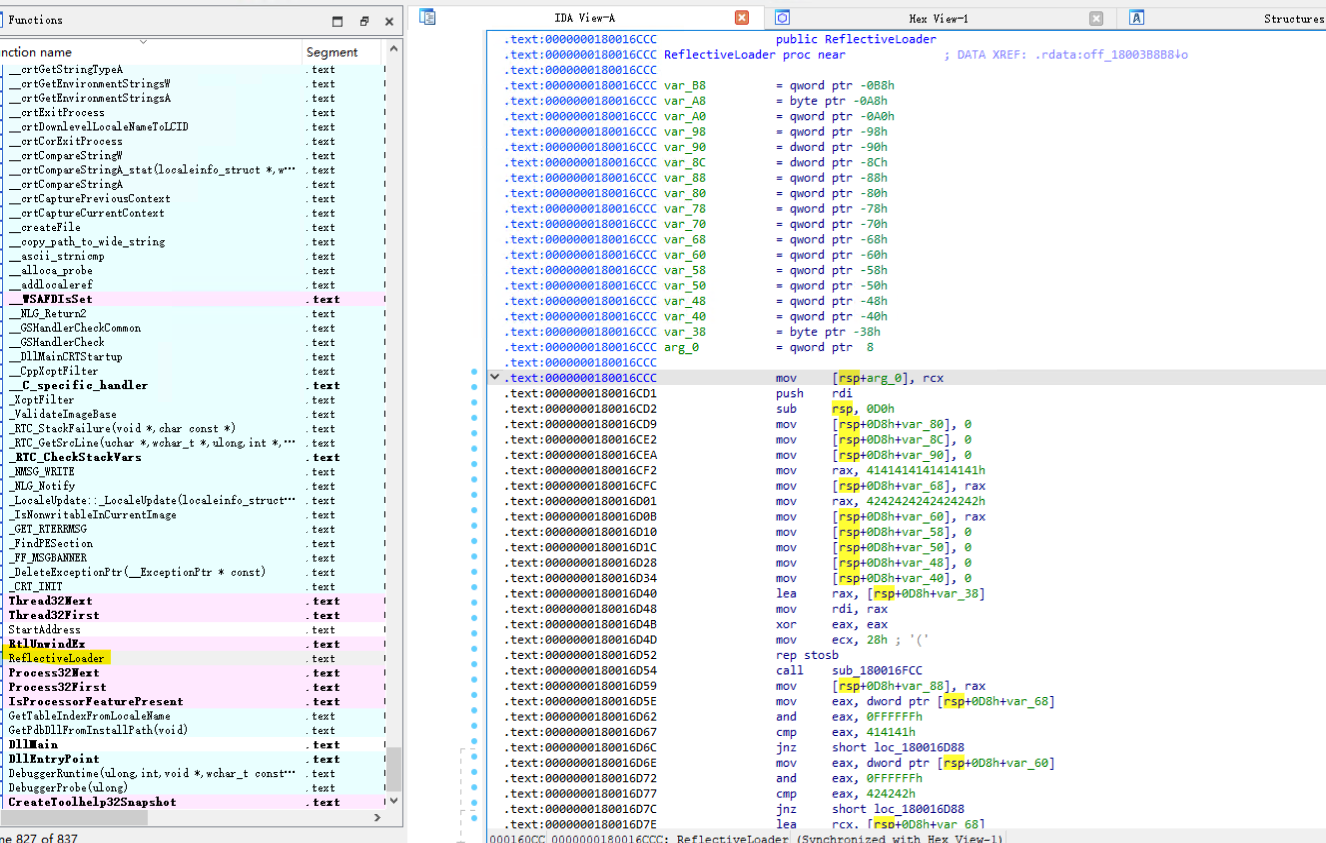 Functions
nction name Segment
__crtGetStringTypeA .text
__crtGetEnvironmentStringsW .text
__crtGetEnvironmentStringsA .text
__crtExitProcess .text
__crtDownlevelLocaleNameToLCID .text
__crtCorExitProcess .text
__crtCompareStringW .text
__crtCompareStringA_stat(localeinfo_struct *,w… .text
__crtCompareStringA .text
__crtCapturePreviousContext .text
__crtCaptureCurrentContext .text
__createFile .text
__copy_path_to_wide_string .text
__ascii_strnicmp .text
__alloca_probe .text
__addlocaleref .text
__WSAFDIsSet .text
__NLG_Return2 .text
__GSHandlerCheckCommon .text
__GSHandlerCheck .text
__DllMainCRTStartup .text
__CppXcptFilter .text
__C_specific_handler .text
_XcptFilter .text
_ValidateImageBase .text
_RTC_StackFailure(void *,char const *) .text
_RTC_GetSrcLine(uchar *,wchar_t *,ulong,int *,… .text
_RTC_CheckStackVars .text
_NMSG_WRITE .text
_NLG_Notify .text
_LocaleUpdate::_LocaleUpdate(localeinfo_struct… .text
_IsNonwritableInCurrentImage .text
_GET_RTERRMSG .text
_FindPESection .text
_FF_MSGBANNER .text
_DeleteExceptionPtr(__ExceptionPtr * const) .text
_CRT_INIT .text
Thread32Next .text
Thread32First .text
StartAddress .text
RtlUnwindEx .text
ReflectiveLoader .text
Process32Next .text
Process32First .text
IsProcessorFeaturePresent .text
GetTableIndexFromLocaleName .text
GetPdbDllFromInstallPath(void) .text
DllMain .text
DllEntryPoint .text
DebuggerRuntime(ulong,int,void *,wchar_t const… .text
DebuggerProbe(ulong) .text
CreateToolhelp32Snapshot .text
ne 827 of 837
IDA View-A Hex View-1 Structures
.text:0000000180016CCC public ReflectiveLoader
.text:0000000180016CCC ReflectiveLoader proc near ; DATA XREF: .rdata:off_18003B8B8↓o
.text:0000000180016CCC
.text:0000000180016CCC var_B8 = qword ptr -0B8h
.text:0000000180016CCC var_A8 = byte ptr -0A8h
.text:0000000180016CCC var_A0 = qword ptr -0A0h
.text:0000000180016CCC var_98 = qword ptr -98h
.text:0000000180016CCC var_90 = dword ptr -90h
.text:0000000180016CCC var_8C = dword ptr -8Ch
.text:0000000180016CCC var_88 = qword ptr -88h
.text:0000000180016CCC var_80 = qword ptr -80h
.text:0000000180016CCC var_78 = qword ptr -78h
.text:0000000180016CCC var_70 = qword ptr -70h
.text:0000000180016CCC var_68 = qword ptr -68h
.text:0000000180016CCC var_60 = qword ptr -60h
.text:0000000180016CCC var_58 = qword ptr -58h
.text:0000000180016CCC var_50 = qword ptr -50h
.text:0000000180016CCC var_48 = qword ptr -48h
.text:0000000180016CCC var_40 = qword ptr -40h
.text:0000000180016CCC var_38 = byte ptr -38h
.text:0000000180016CCC arg_0 = qword ptr 8
.text:0000000180016CCC
.text:0000000180016CCC mov [rsp+arg_0], rcx
.text:0000000180016CD1 push rdi
.text:0000000180016CD2 sub rsp, 0D0h
.text:0000000180016CD9 mov [rsp+0D8h+var_80], 0
.text:0000000180016CE2 mov [rsp+0D8h+var_8C], 0
.text:0000000180016CEA mov [rsp+0D8h+var_90], 0
.text:0000000180016CF2 mov rax, 4141414141414141h
.text:0000000180016CFC mov [rsp+0D8h+var_68], rax
.text:0000000180016D01 mov rax, 4242424242424242h
.text:0000000180016D0B mov [rsp+0D8h+var_60], rax
.text:0000000180016D10 mov [rsp+0D8h+var_58], 0
.text:0000000180016D1C mov [rsp+0D8h+var_50], 0
.text:0000000180016D28 mov [rsp+0D8h+var_48], 0
.text:0000000180016D34 mov [rsp+0D8h+var_40], 0
.text:0000000180016D40 lea rax, [rsp+0D8h+var_38]
.text:0000000180016D48 mov rdi, rax
.text:0000000180016D4B xor eax, eax
.text:0000000180016D4D mov ecx, 28h ; '('
.text:0000000180016D52 rep stosb
.text:0000000180016D54 call sub_180016FCC
.text:0000000180016D59 mov [rsp+0D8h+var_88], rax
.text:0000000180016D5E mov eax, dword ptr [rsp+0D8h+var_68]
.text:0000000180016D62 and eax, 0FFFFFFh
.text:0000000180016D67 cmp eax, 414141h
.text:0000000180016D6C jnz short loc_180016D88
.text:0000000180016D6E mov eax, dword ptr [rsp+0D8h+var_60]
.text:0000000180016D72 and eax, 0FFFFFFh
.text:0000000180016D77 cmp eax, 424242h
.text:0000000180016D7C jnz short loc_180016D88
.text:0000000180016D7E lea rcx, [rsp+0D8h+var_68]
000160CC 0000000180016CCC: ReflectiveLoader (Synchronized with Hex View-1)